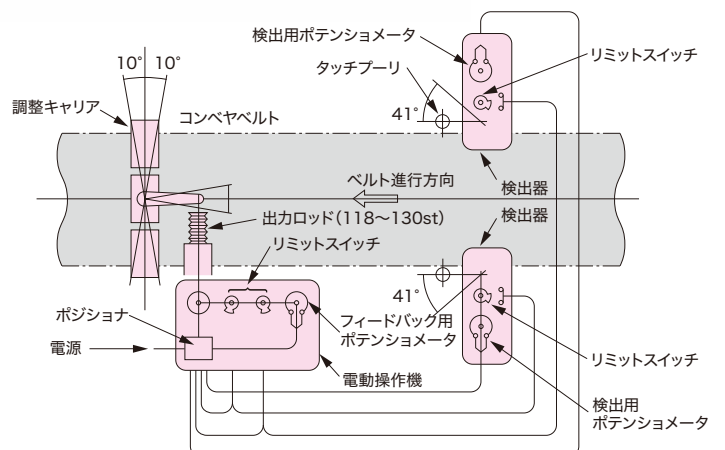 検出用ポテンショメータ
リミットスイッチ
10°
10°
タッチプーリ
調整キャリア
コンベヤベルト
41°
ベルト進行方向
検出器
検出器
出力ロッド(118~130st)
リミットスイッチ
41°
ポジショナ
フィードバック用
ポテンショメータ
電源
リミットスイッチ
電動操作機
検出用
ポテンショメータ